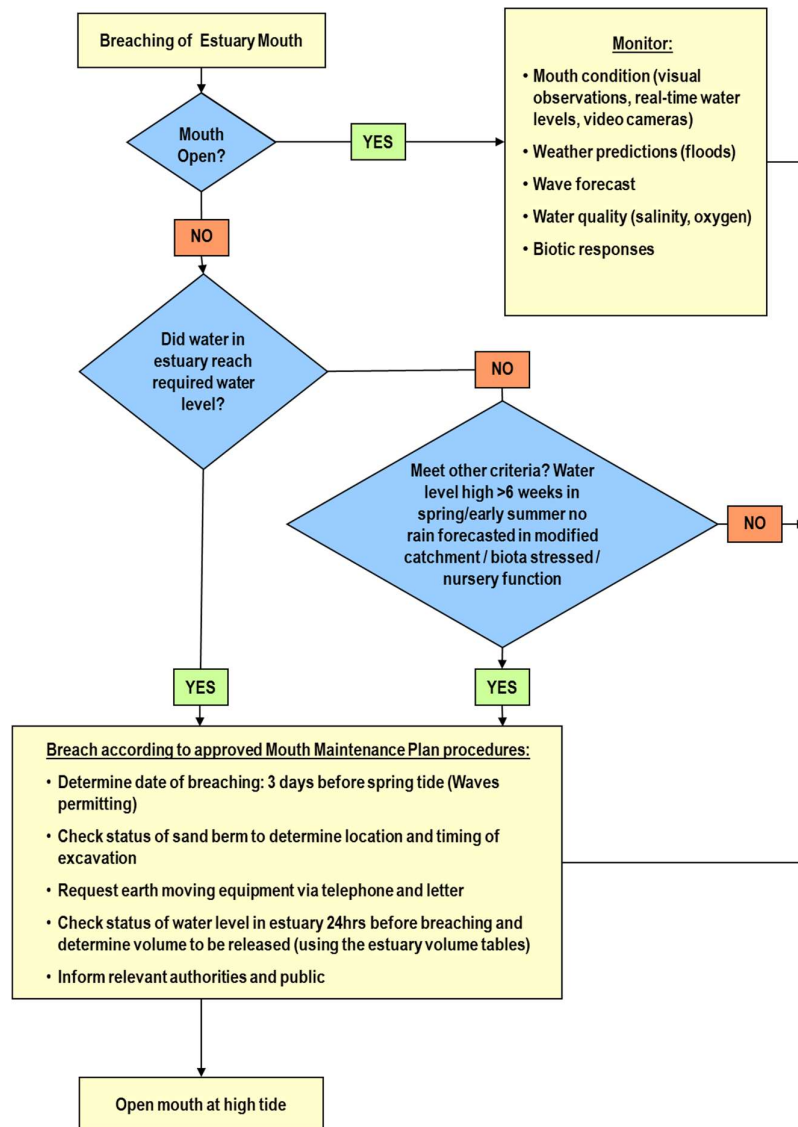 Breaching of Estuary Mouth
Mouth
Open?
YES
Monitor:
• Mouth condition (visual
observations, real-time water
levels, video cameras)
• Weather predictions (floods)
• Wave forecast
• Water quality (salinity, oxygen)
• Biotic responses
NO
Did water in
estuary reach
required water
level?
NO
Meet other criteria? Water
level high >6 weeks in
spring/early summer no
rain forecasted in modified
catchment / biota stressed /
nursery function
NO
YES
YES
Breach according to approved Mouth Maintenance Plan procedures:
• Determine date of breaching: 3 days before spring tide (Waves
permitting)
• Check status of sand berm to determine location and timing of
excavation
• Request earth moving equipment via telephone and letter
• Check status of water level in estuary 24hrs before breaching and
determine volume to be released (using the estuary volume tables)
• Inform relevant authorities and public
Open mouth at high tide